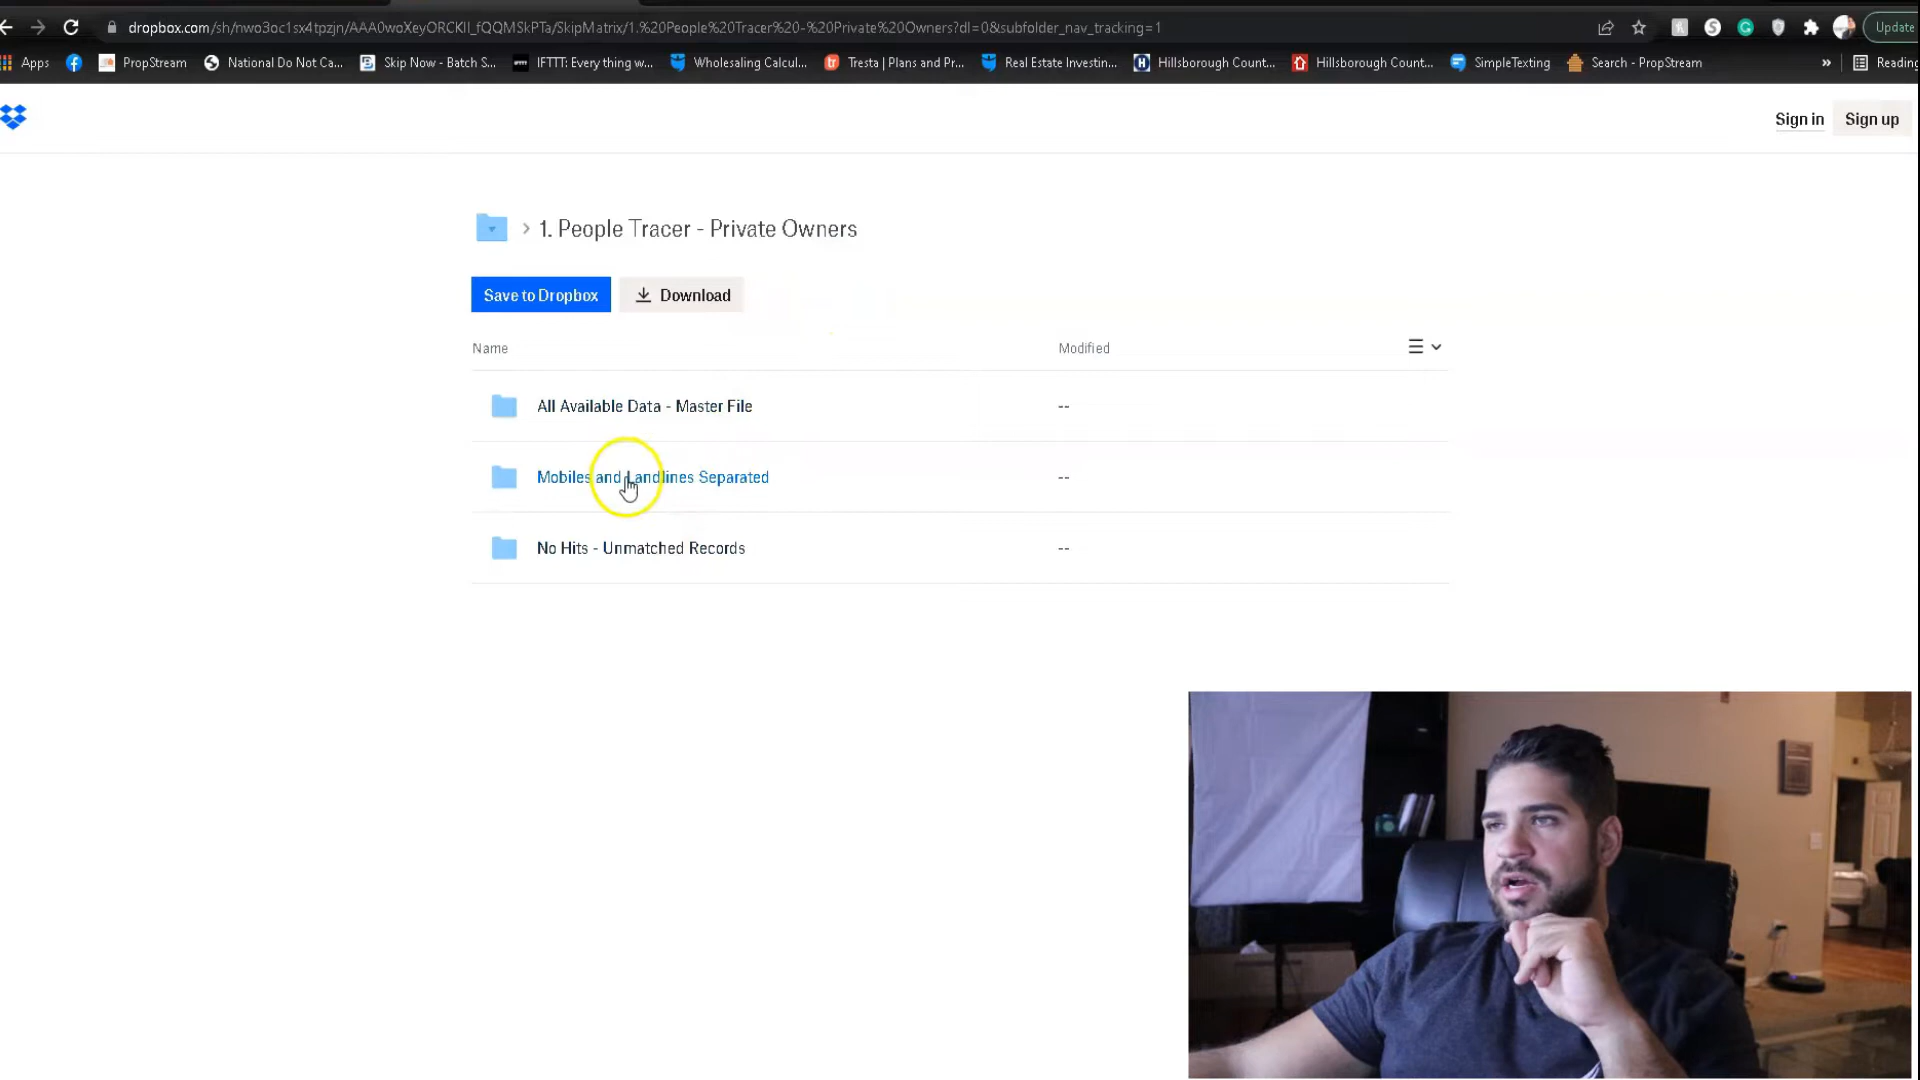 dropbox.com/sh/nwo3oc1sx4tpzjn/AAA0woXeyORCKIl_fQQMSkPTa/SkipMatrix/1.%20People%20Tracer%20-%20Private%20Owners?dl=0&subfolder_nav_tracking=1
Update
Apps PropStream National Do Not Ca... Skip Now - Batch S... IFTTT: Everything w... Wholesaling Calcul... Tresta | Plans and Pr... Real Estate Investin... Hillsborough Count... Hillsborough Count... SimpleTexting Search - PropStream » Reading
Sign in Sign up
1. People Tracer - Private Owners
Save to Dropbox Download
Name Modified
All Available Data - Master File --
Mobiles and Landlines Separated --
No Hits - Unmatched Records --